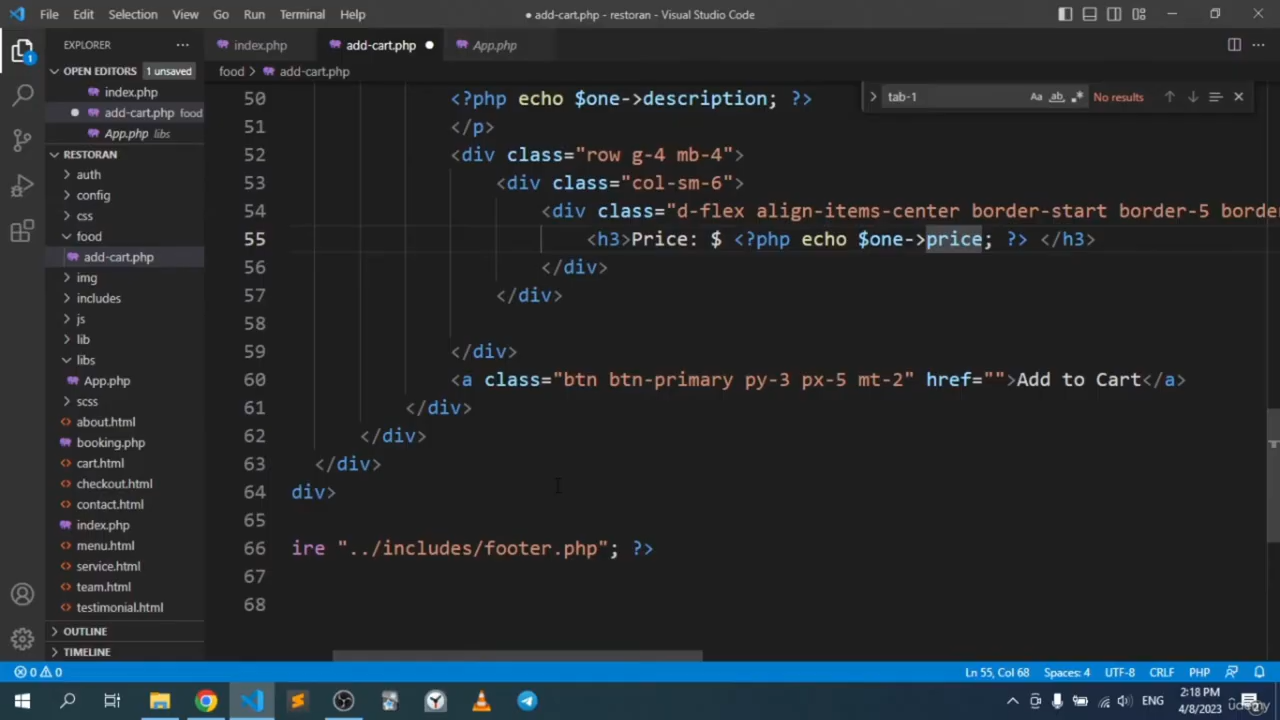 File Edit Selection View Go Run Terminal Help
● add-cart.php - restoran - Visual Studio Code
EXPLORER
index.php
add-cart.php
App.php
OPEN EDITORS 1 unsaved
food > add-cart.php
index.php
add-cart.php food
App.php libs
tab-1
Aa ab .*
No results
RESTORAN
auth
config
css
food
add-cart.php
img
includes
js
lib
libs
App.php
scss
about.html
booking.php
cart.html
checkout.html
contact.html
index.php
menu.html
service.html
team.html
testimonial.html
OUTLINE
TIMELINE
50 <?php echo $one->description; ?>
51 </p>
52 <div class="row g-4 mb-4">
53 <div class="col-sm-6">
54 <div class="d-flex align-items-center border-start border-5 borde
55 <h3>Price: $ <?php echo $one->price; ?> </h3>
56 </div>
57 </div>
58
59 </div>
60 <a class="btn btn-primary py-3 px-5 mt-2" href="">Add to Cart</a>
61 </div>
62 </div>
63 </div>
64 div>
65
66 ire "../includes/footer.php"; ?>
67
68
0 0
Ln 55, Col 68 Spaces: 4 UTF-8 CRLF PHP
ENG
2:18 PM
4/8/2023
2
1
udemy